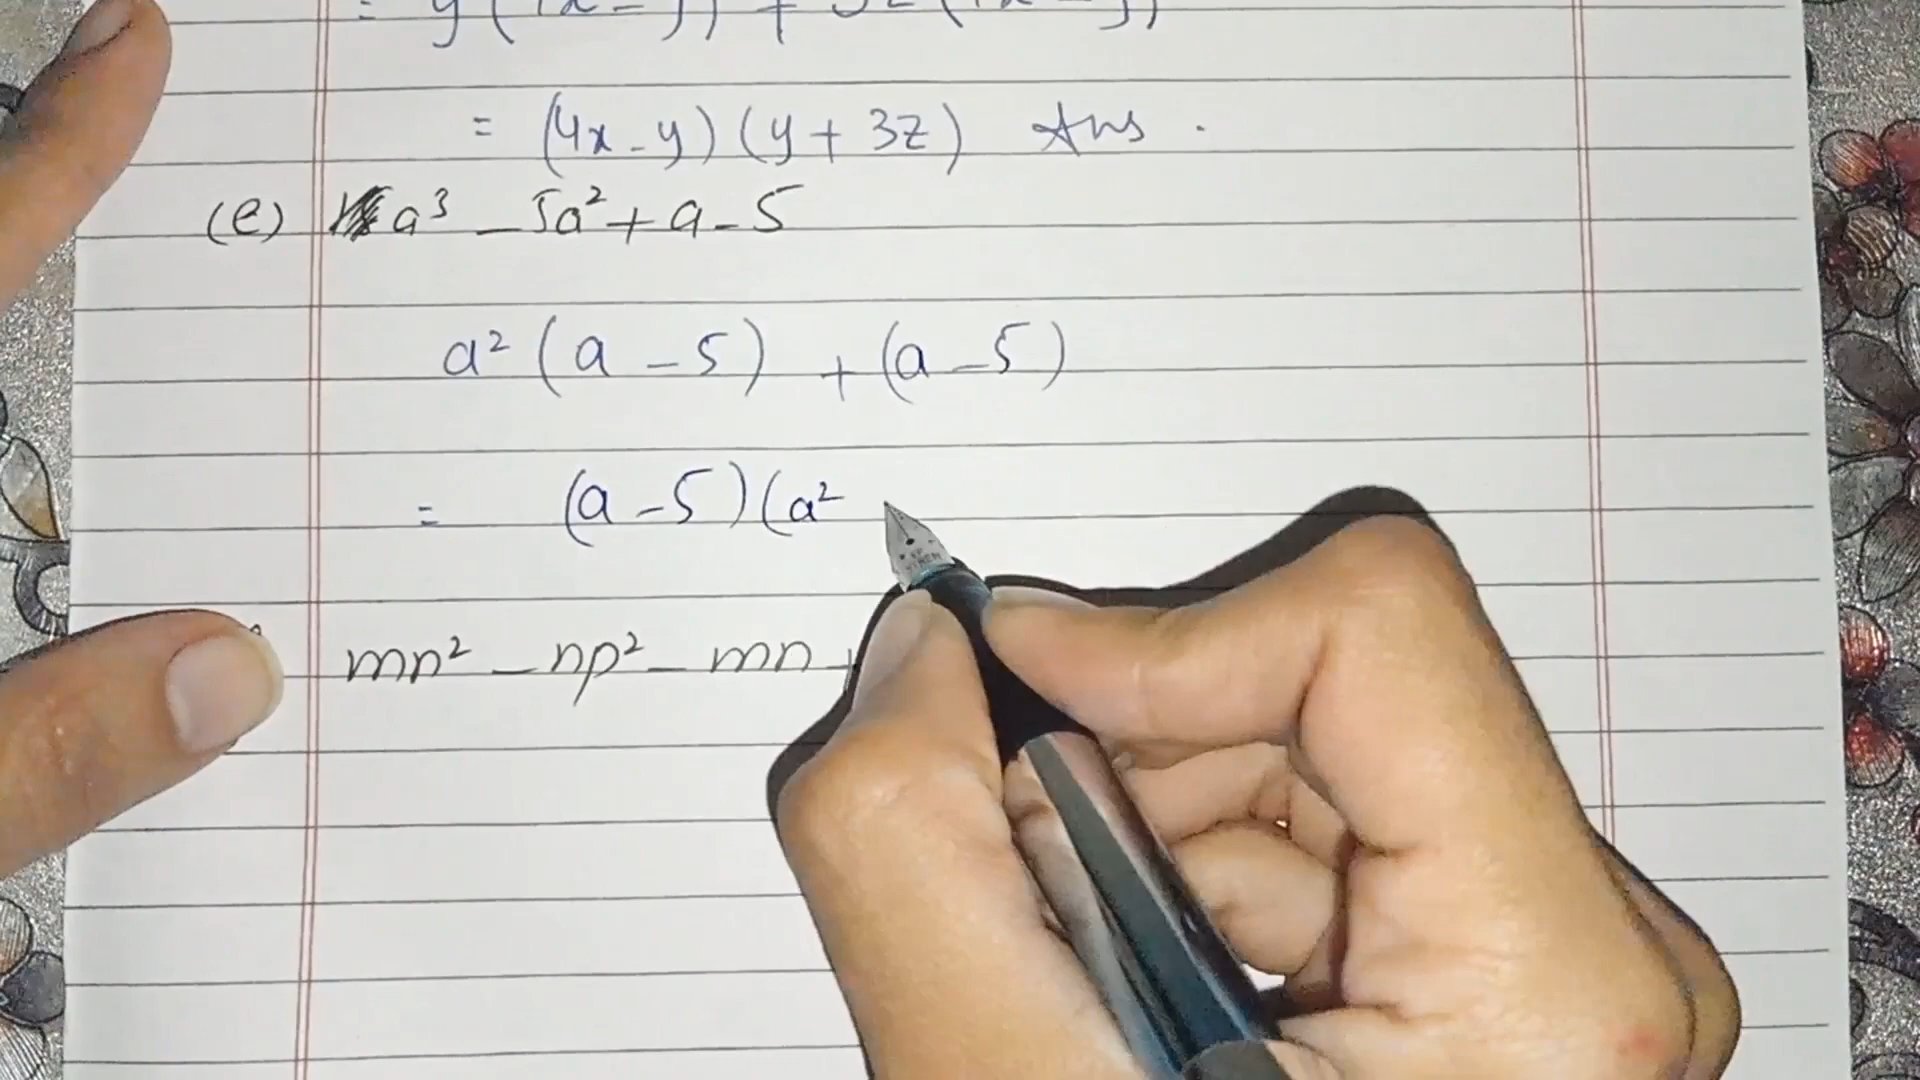 = (4x - y) (y + 3z) Ans .
(e) a³ - 5a² + a - 5
a² (a - 5) + (a - 5)
= (a - 5) (a²
mn² - np² - mn +